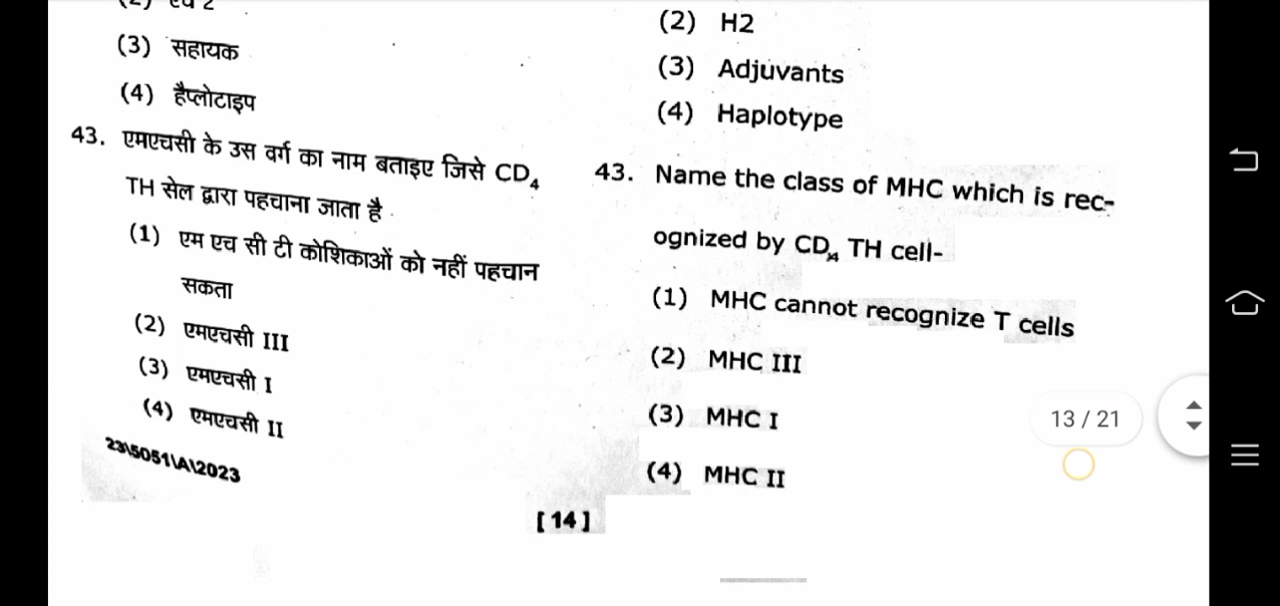 (2) एच 2
(3) सहायक
(4) हैप्लोटाइप
43. एमएचसी के उस वर्ग का नाम बताइए जिसे CD4
TH सेल द्वारा पहचाना जाता है
(1) एम एच सी टी कोशिकाओं को नहीं पहचान
सकता
(2) एमएचसी III
(3) एमएचसी I
(4) एमएचसी II
23\5051\A\2023
(2) H2
(3) Adjuvants
(4) Haplotype
43. Name the class of MHC which is rec-
ognized by CD4 TH cell-
(1) MHC cannot recognize T cells
(2) MHC III
(3) MHC I
(4) MHC II
[ 14 ]
13 / 21